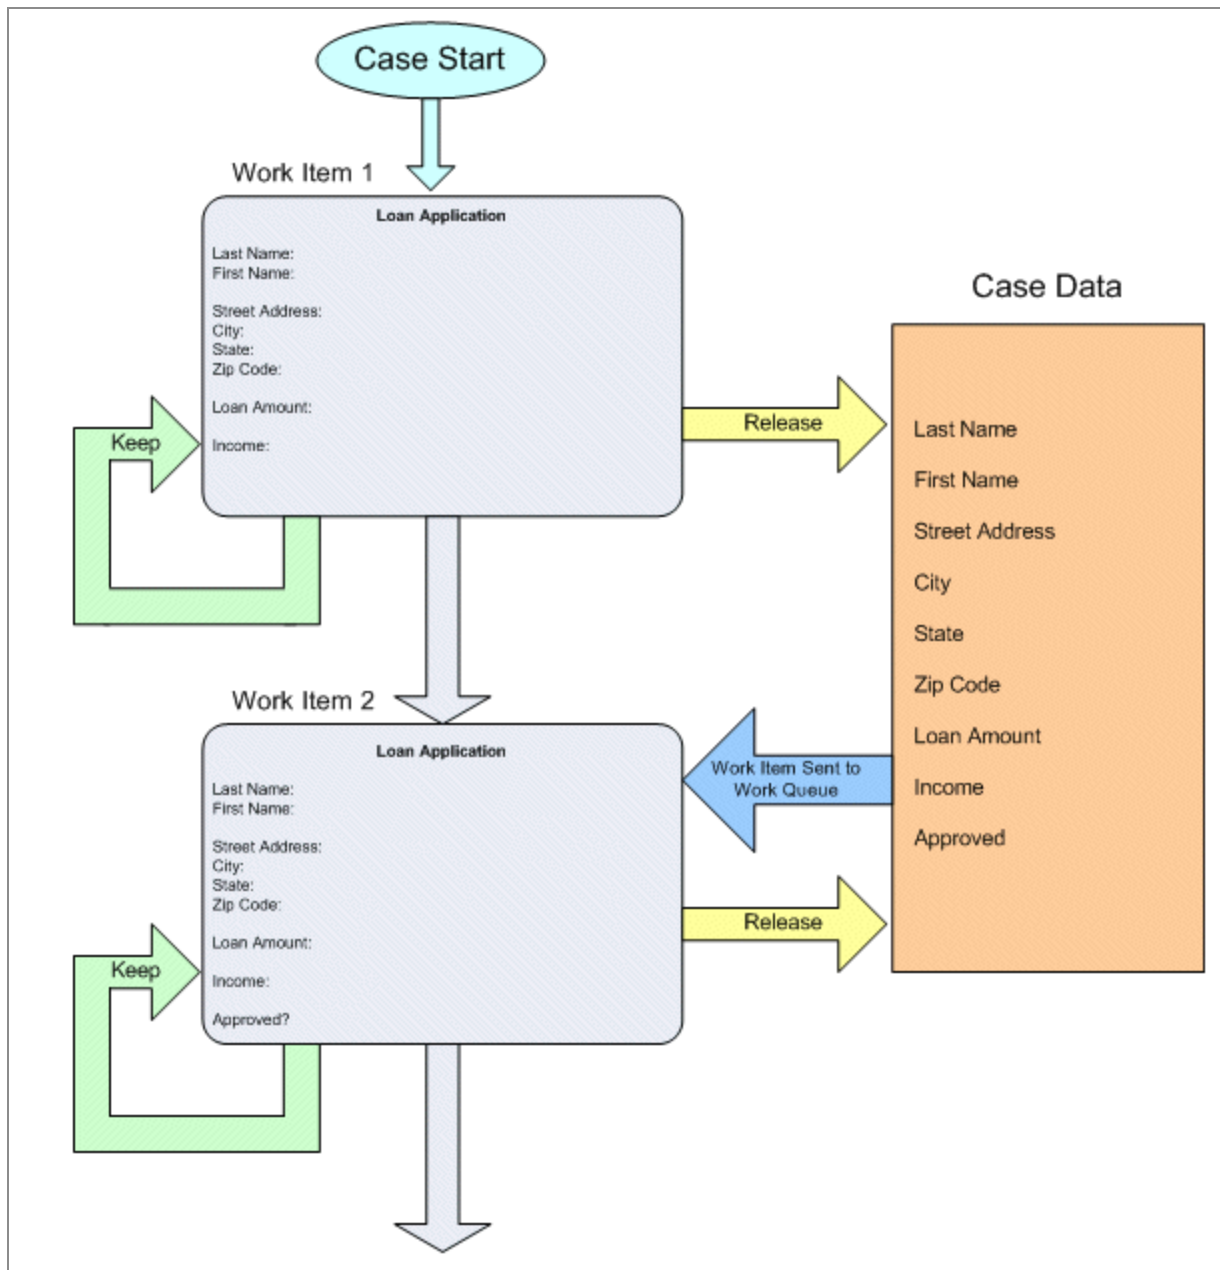 Case Start
Work Item 1
Loan Application
Last Name:
First Name:
Street Address:
City:
State:
Zip Code:
Loan Amount:
Income:
Keep
Release
Case Data
Last Name
First Name
Street Address
City
State
Zip Code
Loan Amount
Income
Approved
Work Item 2
Loan Application
Last Name:
First Name:
Street Address:
City:
State:
Zip Code:
Loan Amount:
Income:
Approved?
Keep
Work Item Sent to
Work Queue
Release